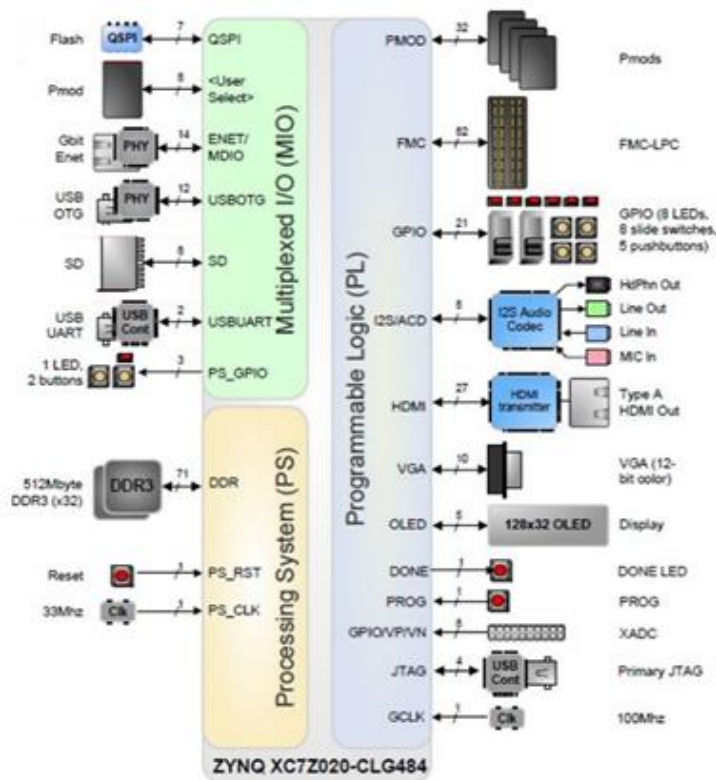 Flash
QSPI
7
QSPI
Pmod
8
<User
Select>
Gbit
Enet
PHY
14
ENET/
MDIO
USB
OTG
PHY
12
USBOTG
SD
SD
USB
UART
USB
Cont
2
USBUART
1 LED,
2 buttons
3
PS_GPIO
Multiplexed I/O (MIO)
512Mbyte
DDR3 (x32)
DDR3
71
DDR
Reset
1
PS_RST
33Mhz
Clk
1
PS_CLK
Processing System (PS)
Programmable Logic (PL)
PMOD
32
Pmods
FMC
FMC-LPC
GPIO
21
GPIO (8 LEDs,
8 slide switches,
5 pushbuttons)
I2S/ACD
I2S Audio
Codec
HdPhn Out
Line Out
Line In
MIC In
HDMI
27
HDMI
transmitter
Type A
HDMI Out
VGA
10
VGA (12-
bit color)
OLED
5
128x32 OLED
Display
DONE
1
DONE LED
PROG
1
PROG
GPIO/VP/VN
XADC
JTAG
4
USB
Cont
Primary JTAG
GCLK
1
Clk
100Mhz
ZYNQ XC7Z020-CLG484